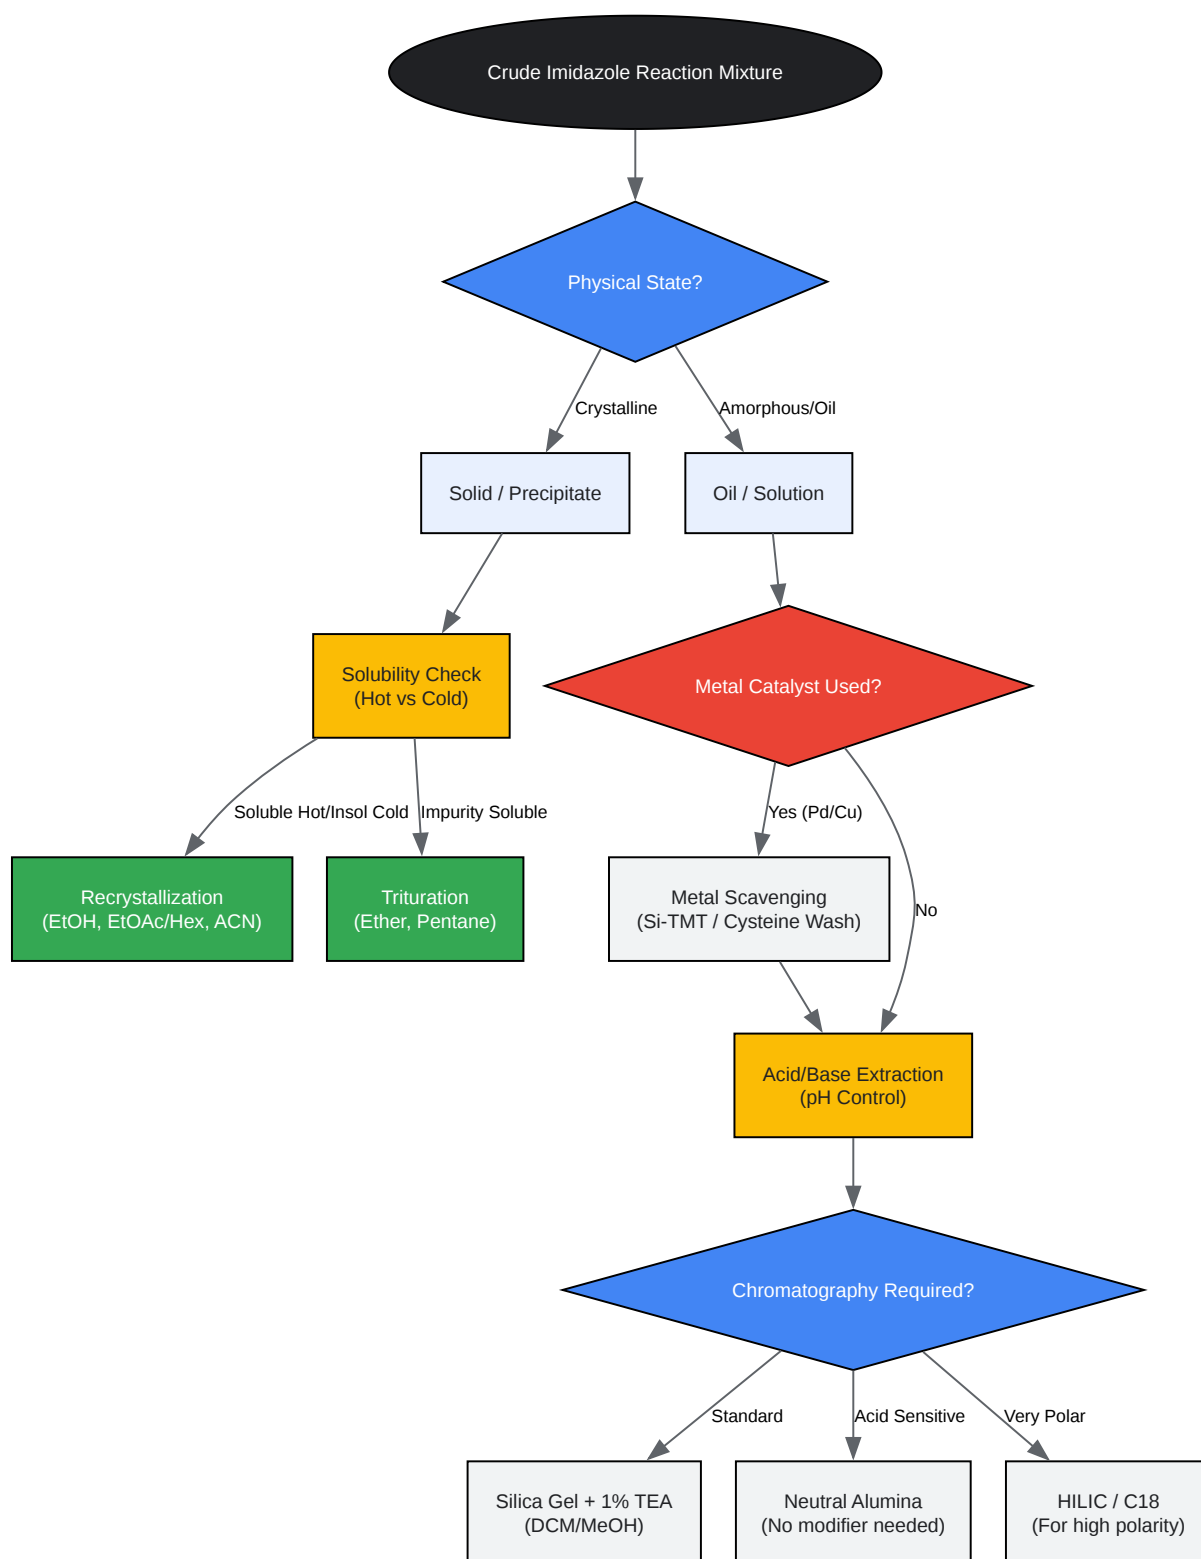 Crude Imidazole Reaction Mixture
Physical State?
Crystalline
Amorphous/Oil
Solid / Precipitate
Oil / Solution
Solubility Check
(Hot vs Cold)
Metal Catalyst Used?
Soluble Hot/Insol Cold
Impurity Soluble
Yes (Pd/Cu)
Recrystallization
(EtOH, EtOAc/Hex, ACN)
Trituration
(Ether, Pentane)
Metal Scavenging
(Si-TMT / Cysteine Wash)
No
Acid/Base Extraction
(pH Control)
Chromatography Required?
Standard
Acid Sensitive
Very Polar
Silica Gel + 1% TEA
(DCM/MeOH)
Neutral Alumina
(No modifier needed)
HILIC / C18
(For high polarity)